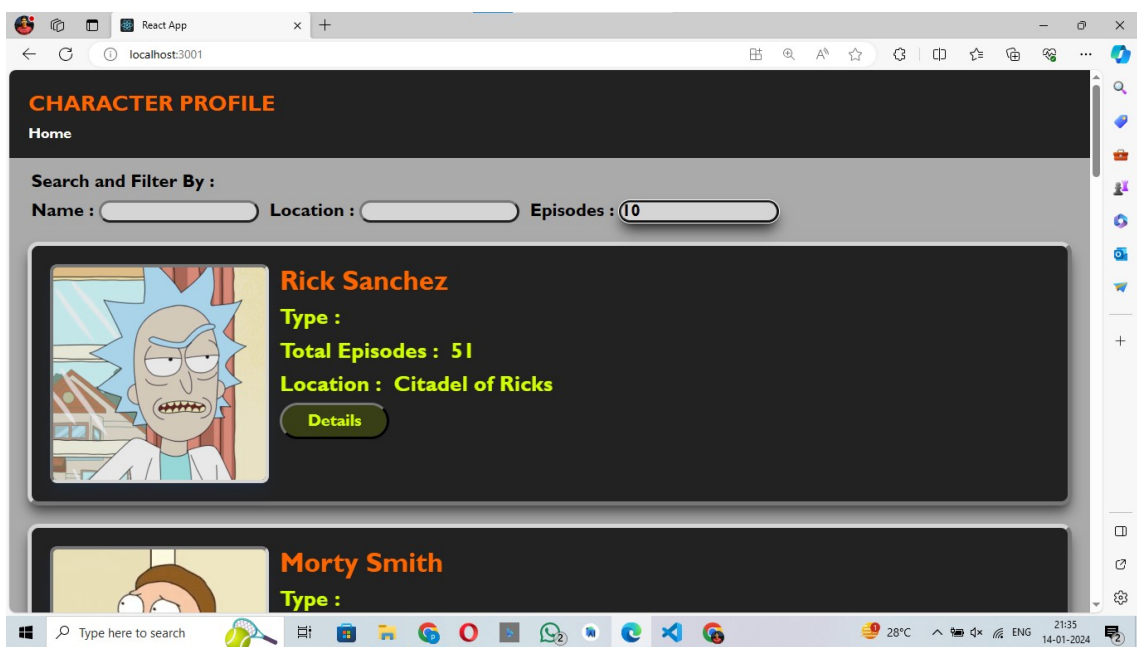 React App
localhost:3001
CHARACTER PROFILE
Home
Search and Filter By :
Name : Location : Episodes : 10
Rick Sanchez
Type :
Total Episodes : 51
Location : Citadel of Ricks
Details
Morty Smith
Type :
Type here to search
28°C ENG 21:35
14-01-2024